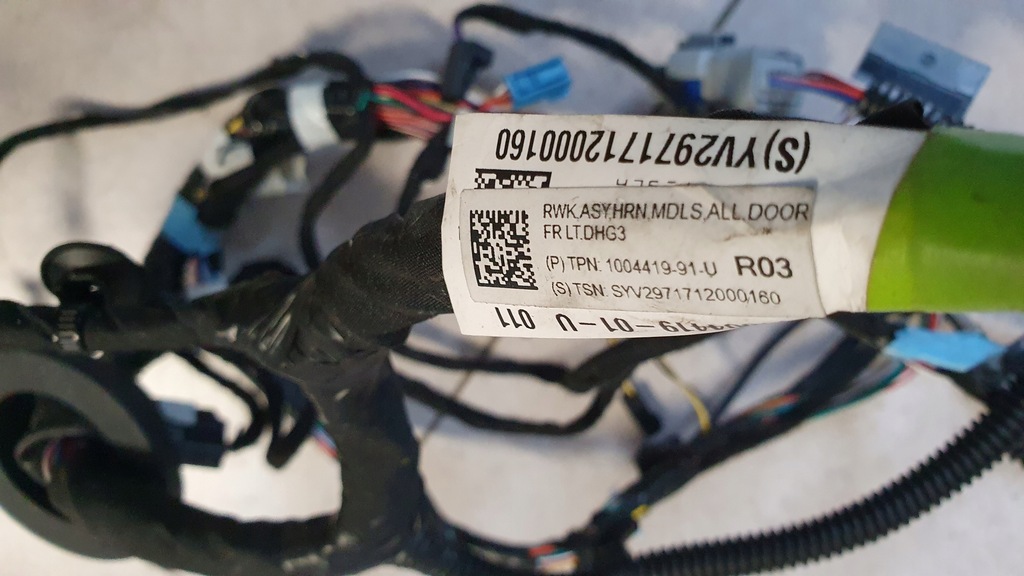 (S)YV2971712000160
RWK,ASY,HRN,MDLS,ALL,DOOR
FR LT.DHG3
(P) TPN: 1004419-91-U R03
(S) TSN: SYV2971712000160
-01-U 011